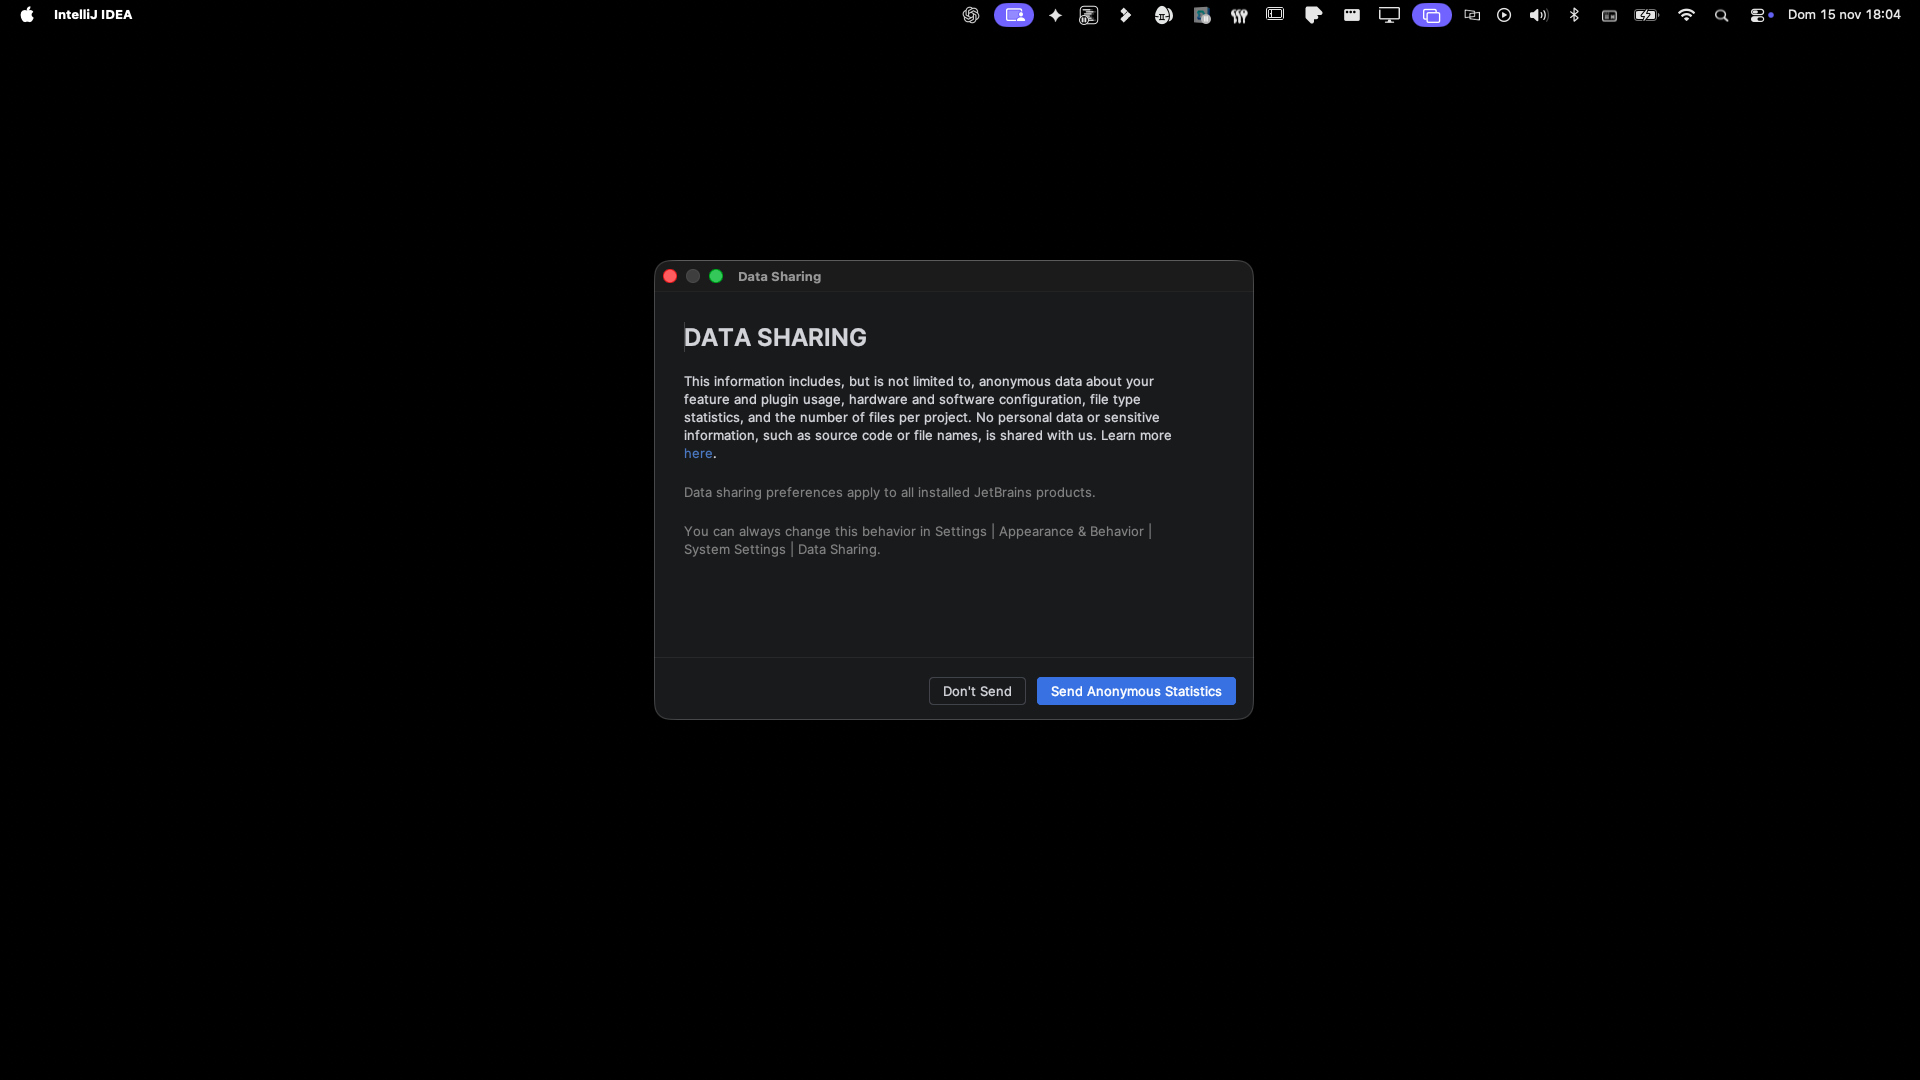 IntelliJ IDEA
Dom 15 nov 18:04
Data Sharing
DATA SHARING
This information includes, but is not limited to, anonymous data about your
feature and plugin usage, hardware and software configuration, file type
statistics, and the number of files per project. No personal data or sensitive
information, such as source code or file names, is shared with us. Learn more
here.
Data sharing preferences apply to all installed JetBrains products.
You can always change this behavior in Settings | Appearance & Behavior |
System Settings | Data Sharing.
Don't Send
Send Anonymous Statistics